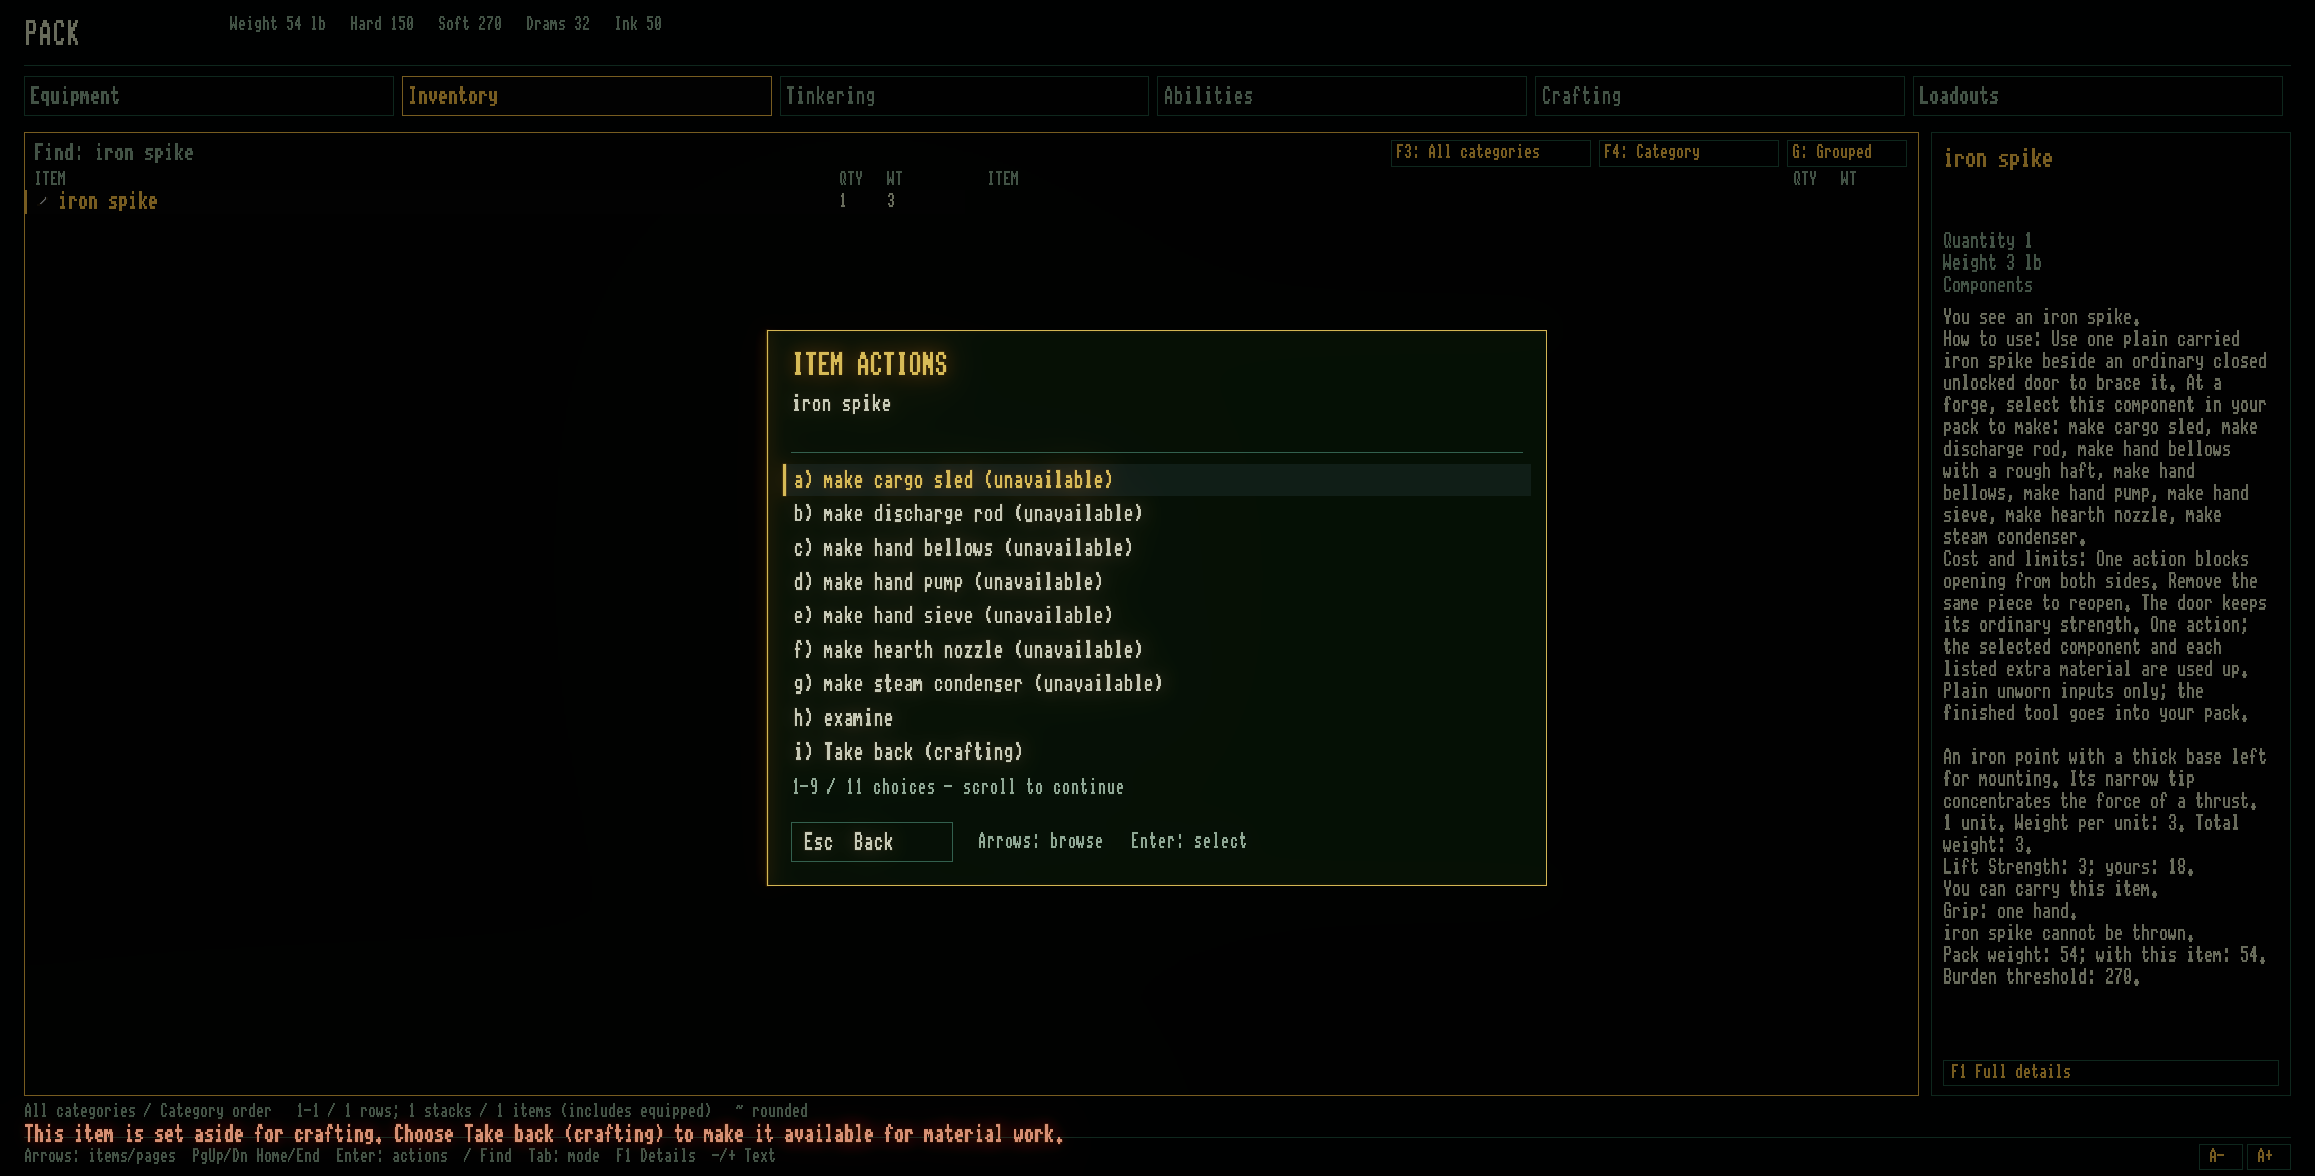 PACK
Weight 54 lb Hard 150 Soft 270 Drams 32 Ink 50
Equipment
Inventory
Tinkering
Abilities
Crafting
Loadouts
Find: iron spike
F3: All categories
F4: Category
G: Grouped
ITEM QTY WT ITEM QTY WT
iron spike 1 3
ITEM ACTIONS
iron spike
a) make cargo sled (unavailable)
b) make discharge rod (unavailable)
c) make hand bellows (unavailable)
d) make hand pump (unavailable)
e) make hand sieve (unavailable)
f) make hearth nozzle (unavailable)
g) make steam condenser (unavailable)
h) examine
i) Take back (crafting)
1-9 / 11 choices - scroll to continue
Esc Back Arrows: browse Enter: select
iron spike
Quantity 1
Weight 3 lb
Components
You see an iron spike.
How to use: Use one plain carried
iron spike beside an ordinary closed
unlocked door to brace it. At a
forge, select this component in your
pack to make: make cargo sled, make
discharge rod, make hand bellows
with a rough haft, make hand
bellows, make hand pump, make hand
sieve, make hearth nozzle, make
steam condenser.
Cost and limits: One action blocks
opening from both sides. Remove the
same piece to reopen. The door keeps
its ordinary strength. One action;
the selected component and each
listed extra material are used up.
Plain unworn inputs only; the
finished tool goes into your pack.
An iron point with a thick base left
for mounting. Its narrow tip
concentrates the force of a thrust.
1 unit. Weight per unit: 3. Total
weight: 3.
Lift Strength: 3; yours: 18.
You can carry this item.
Grip: one hand.
iron spike cannot be thrown.
Pack weight: 54; with this item: 54.
Burden threshold: 270.
F1 Full details
All categories / Category order 1-1 / 1 rows; 1 stacks / 1 items (includes equipped) ~ rounded
This item is set aside for crafting. Choose Take back (crafting) to make it available for material work.
Arrows: items/pages PgUp/Dn Home/End Enter: actions / Find Tab: mode F1 Details -/+ Text
A- A+